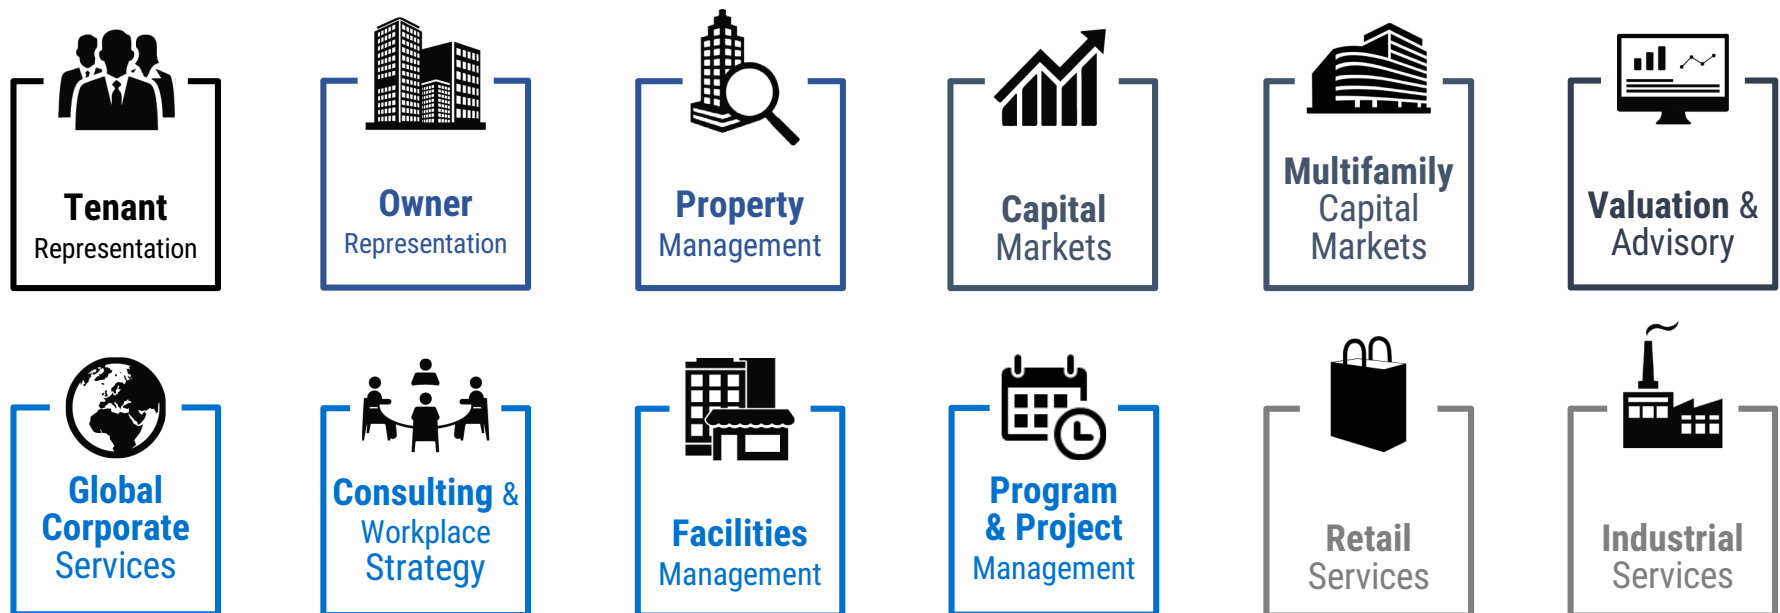 Tenant
Representation
Owner
Representation
Property
Management
Capital
Markets
Multifamily
Capital
Markets
Valuation &
Advisory
Global
Corporate
Services
Consulting &
Workplace
Strategy
Facilities
Management
Program
& Project
Management
Retail
Services
Industrial
Services